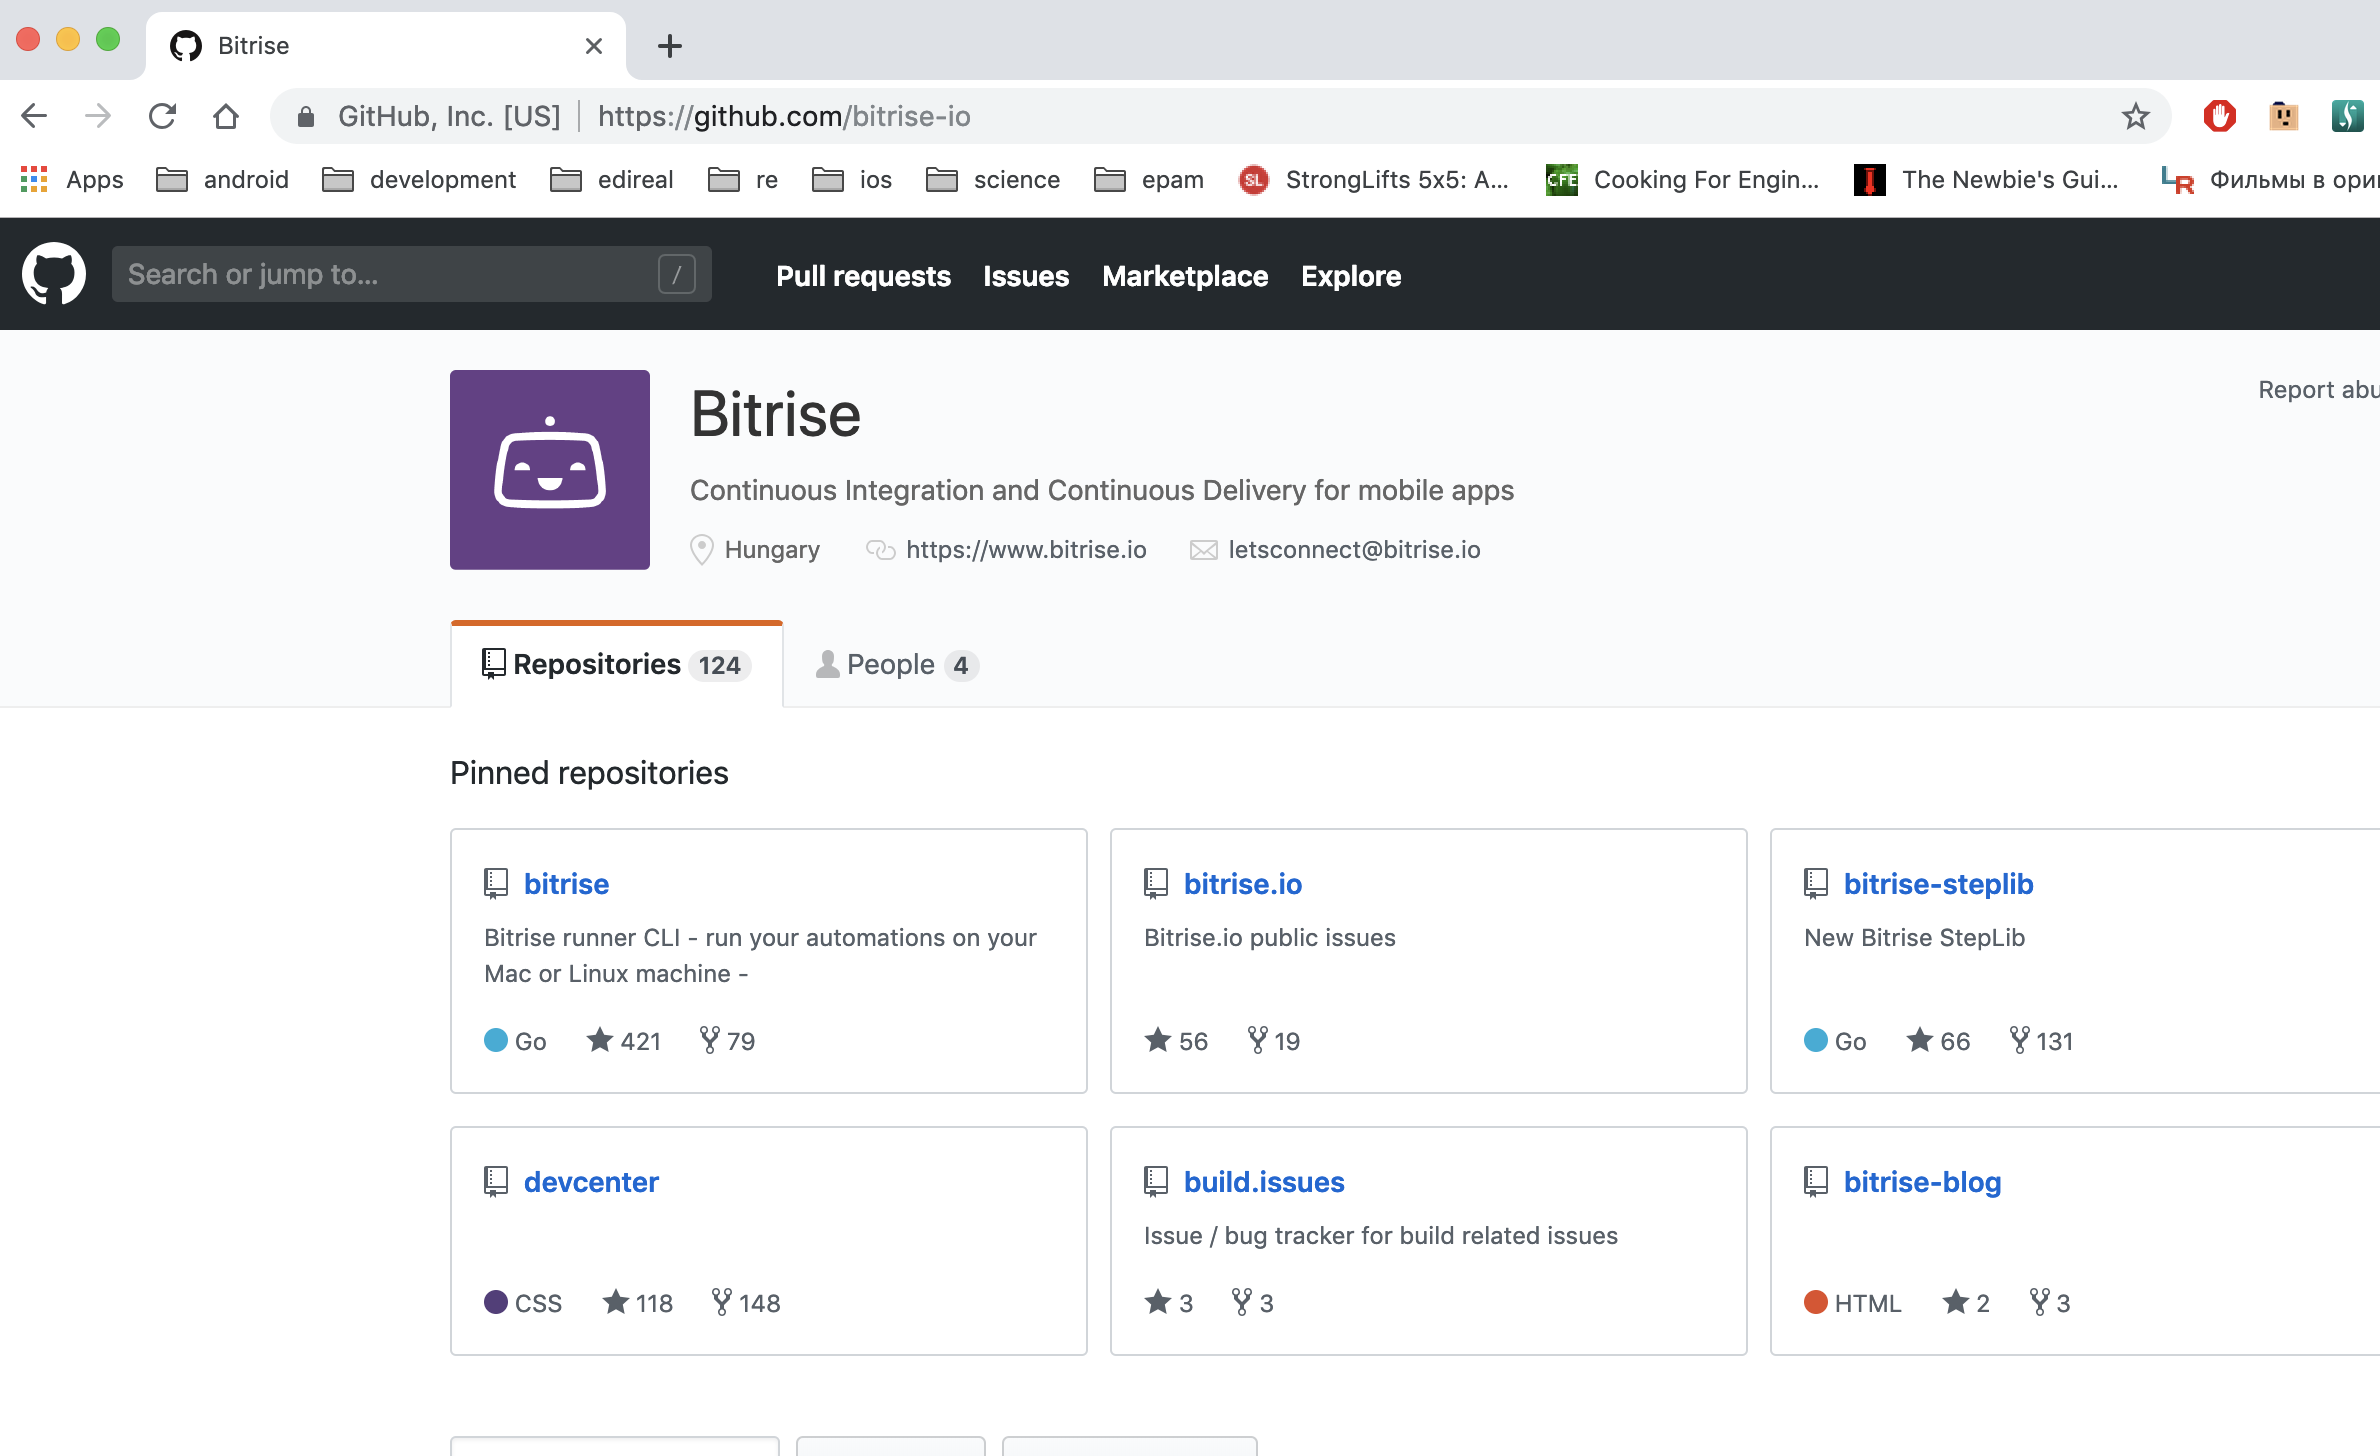 Bitrise
GitHub, Inc. [US] https://github.com/bitrise-io
Apps android development edireal re ios science epam SL StrongLifts 5x5: A... CFE Cooking For Engin... The Newbie's Gui... LR Фильмы в ори
Search or jump to... / Pull requests Issues Marketplace Explore
Bitrise
Report abu
Continuous Integration and Continuous Delivery for mobile apps
Hungary https://www.bitrise.io letsconnect@bitrise.io
Repositories 124 People 4
Pinned repositories
bitrise
Bitrise runner CLI - run your automations on your
Mac or Linux machine -
Go 421 79
bitrise.io
Bitrise.io public issues
56 19
bitrise-steplib
New Bitrise StepLib
Go 66 131
devcenter
CSS 118 148
build.issues
Issue / bug tracker for build related issues
3 3
bitrise-blog
HTML 2 3